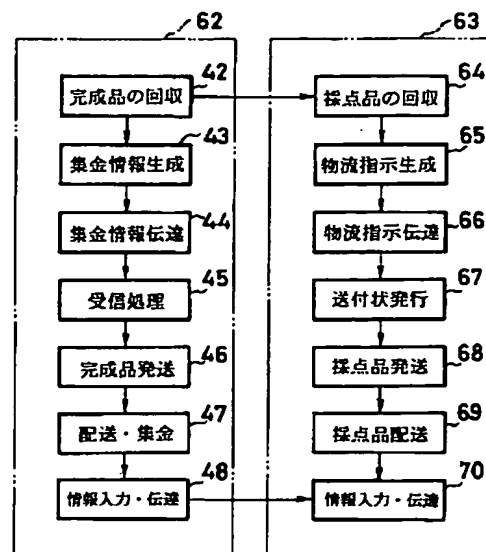 62
63
42
完成品の回収
64
採点品の回収
43
集金情報生成
65
物流指示生成
44
集金情報伝達
66
物流指示伝達
45
受信処理
67
送付状発行
46
完成品発送
68
採点品発送
47
配送・集金
69
採点品配送
48
情報入力・伝達
70
情報入力・伝達